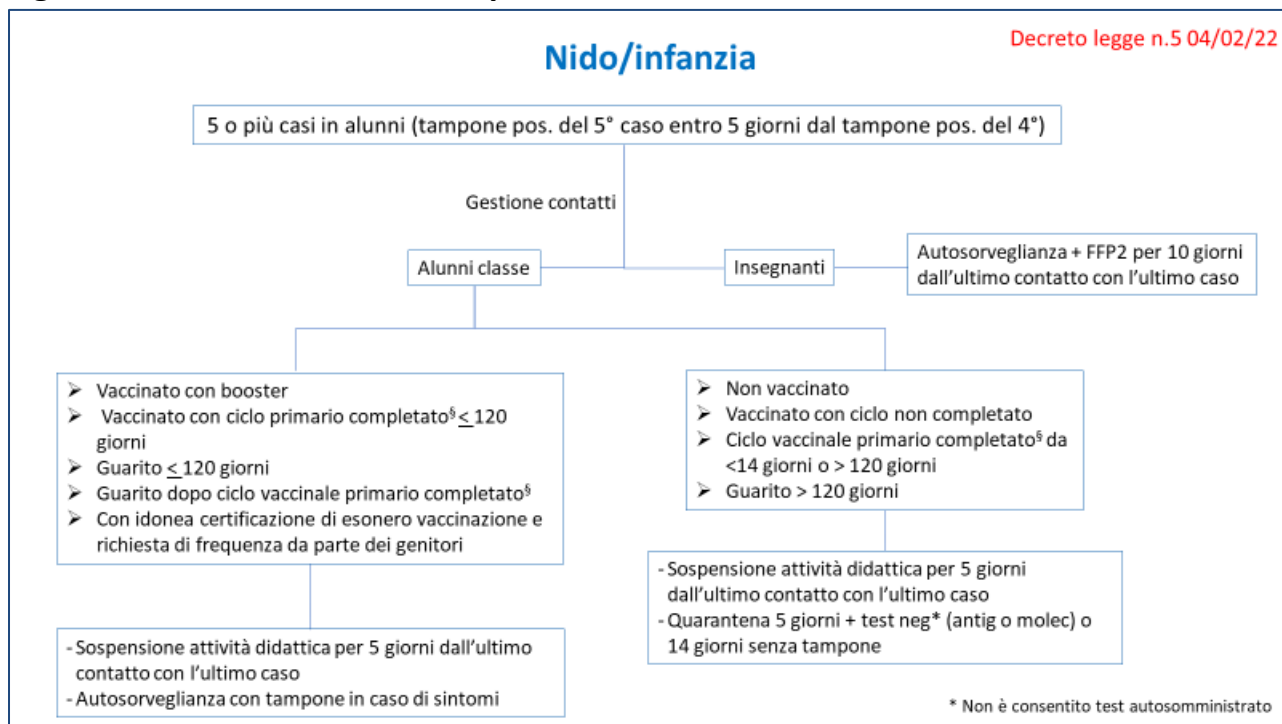 Decreto legge n.5 04/02/22
Nido/infanzia
5 o più casi in alunni (tampone pos. del 5° caso entro 5 giorni dal tampone pos. del 4°)
Gestione contatti
Alunni classe
Insegnanti
Autosorveglianza + FFP2 per 10 giorni
dall'ultimo contatto con l'ultimo caso
➢ Vaccinato con booster
➢ Vaccinato con ciclo primario completato§ < 120
giorni
➢ Guarito < 120 giorni
➢ Guarito dopo ciclo vaccinale primario completato§
➢ Con idonea certificazione di esonero vaccinazione e
richiesta di frequenza da parte dei genitori
➢ Non vaccinato
➢ Vaccinato con ciclo non completato
➢ Ciclo vaccinale primario completato§ da
<14 giorni o > 120 giorni
➢ Guarito > 120 giorni
- Sospensione attività didattica per 5 giorni dall'ultimo
contatto con l'ultimo caso
- Autosorveglianza con tampone in caso di sintomi
- Sospensione attività didattica per 5 giorni
dall'ultimo contatto con l'ultimo caso
- Quarantena 5 giorni + test neg* (antig o molec) o
14 giorni senza tampone
* Non è consentito test autosomministrato